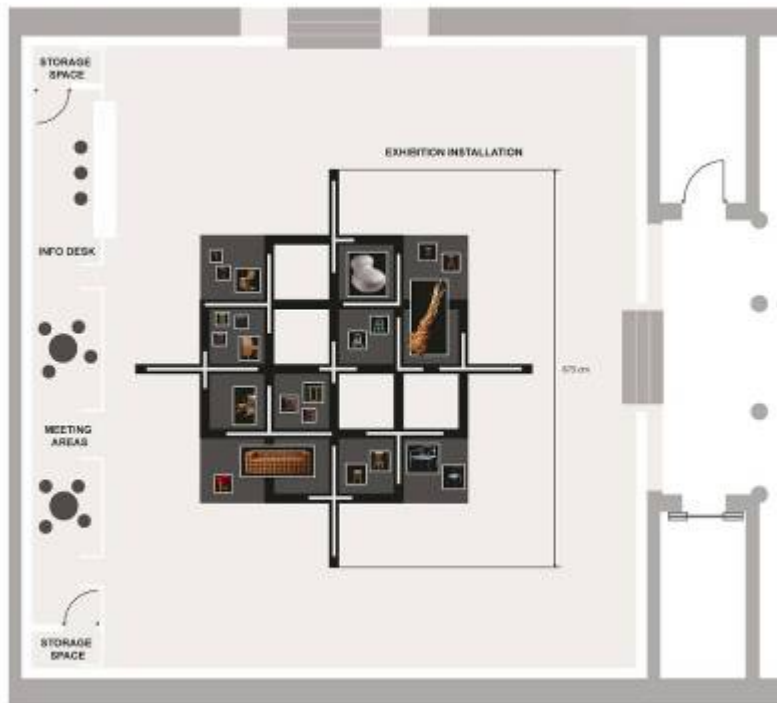 STORAGE
SPACE
EXHIBITION INSTALLATION
INFO DESK
MEETING
AREAS
STORAGE
SPACE